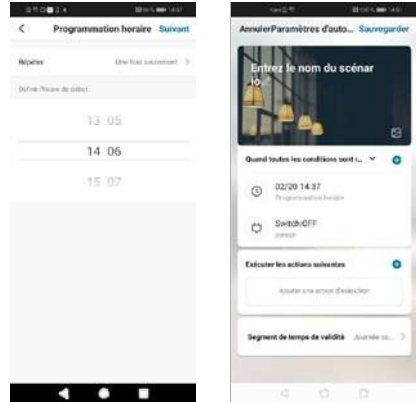 Programmation horaire Suivant
Répéter Une fois seulement
Définir l'heure de début
13 05
14 06
15 07
Annuler Paramètres d'auto... Sauvegarder
Entrez le nom du scénar
io
Quand toutes les conditions sont r...
02/20 14:37
Programmation horaire
Switch:OFF
Exécuter les actions suivantes
Ajouter une action d'exécution
Segment de temps de validité Journée co...